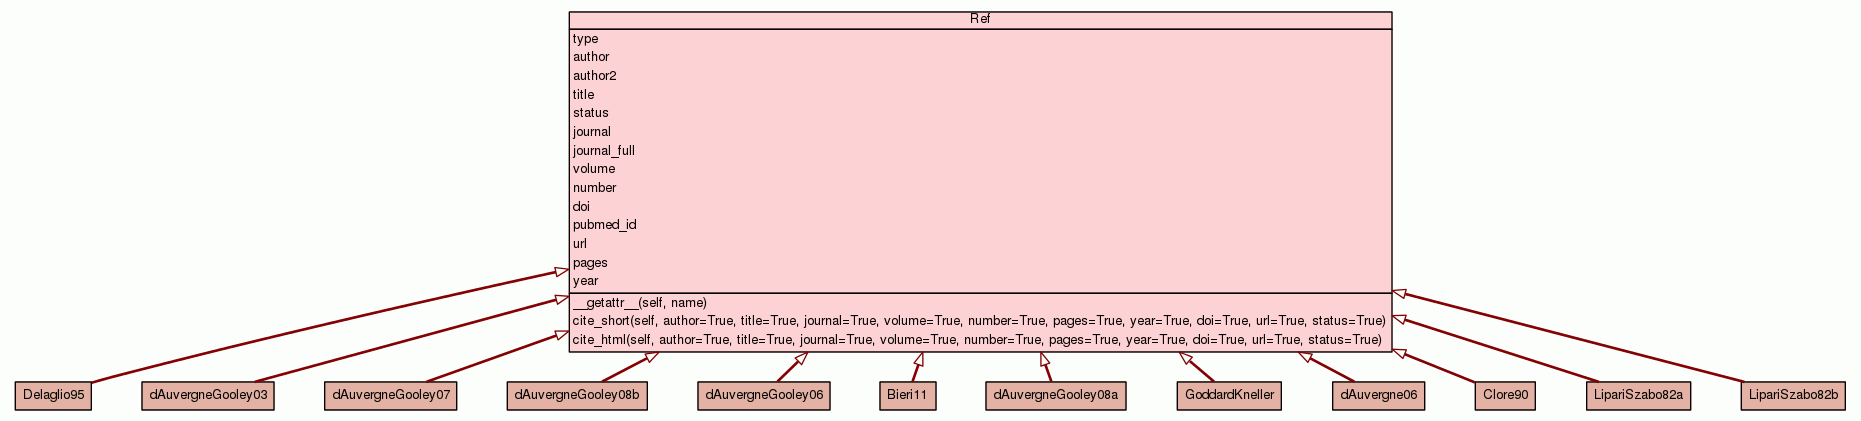 Ref
type
author
author2
title
status
journal
journal_full
volume
number
doi
pubmed_id
url
pages
year
__getattr__(self, name)
cite_short(self, author=True, title=True, journal=True, volume=True, number=True, pages=True, year=True, doi=True, url=True, status=True)
cite_html(self, author=True, title=True, journal=True, volume=True, number=True, pages=True, year=True, doi=True, url=True, status=True)
Delaglio95 dAuvergneGooley03 dAuvergneGooley07 dAuvergneGooley08b dAuvergneGooley06 Bieri11 dAuvergneGooley08a GoddardKneller dAuvergne06 Clore90 LipariSzabo82a LipariSzabo82b